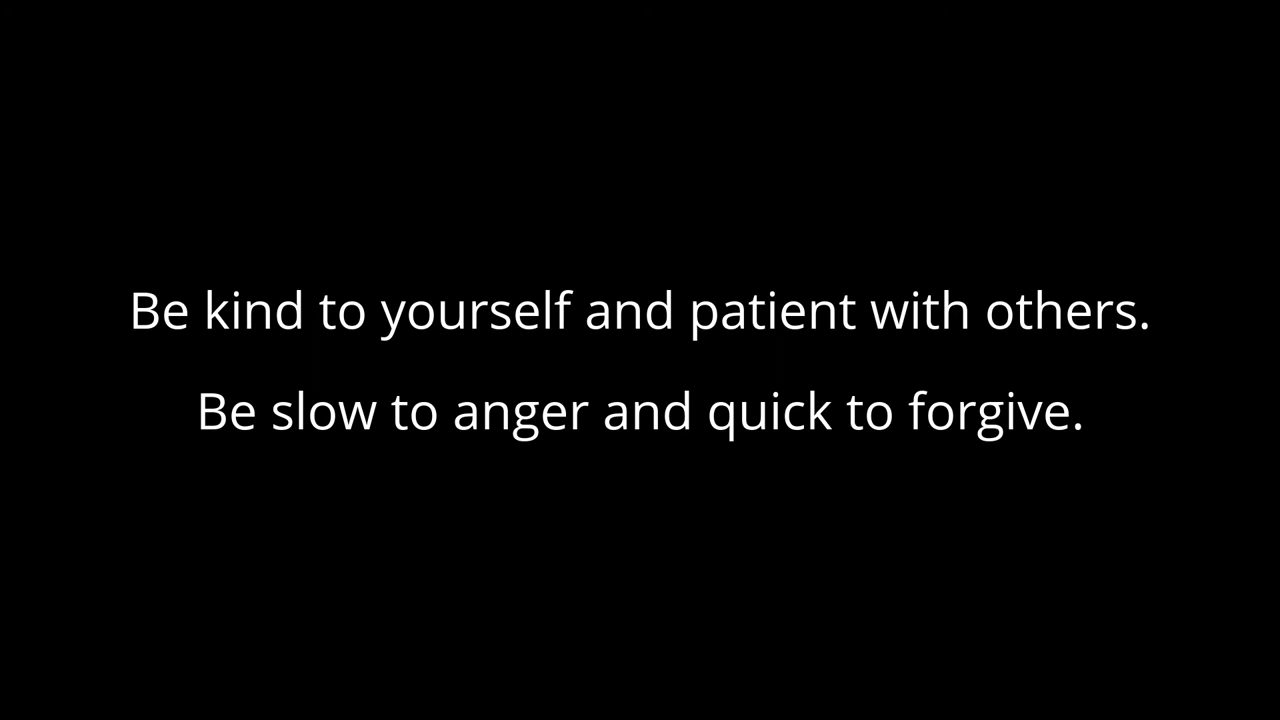 Be kind to yourself and patient with others.
Be slow to anger and quick to forgive.